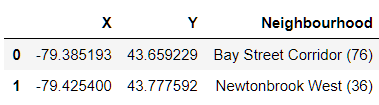 X Y Neighbourhood
0 -79.385193 43.659229 Bay Street Corridor (76)
1 -79.425400 43.777592 Newtonbrook West (36)